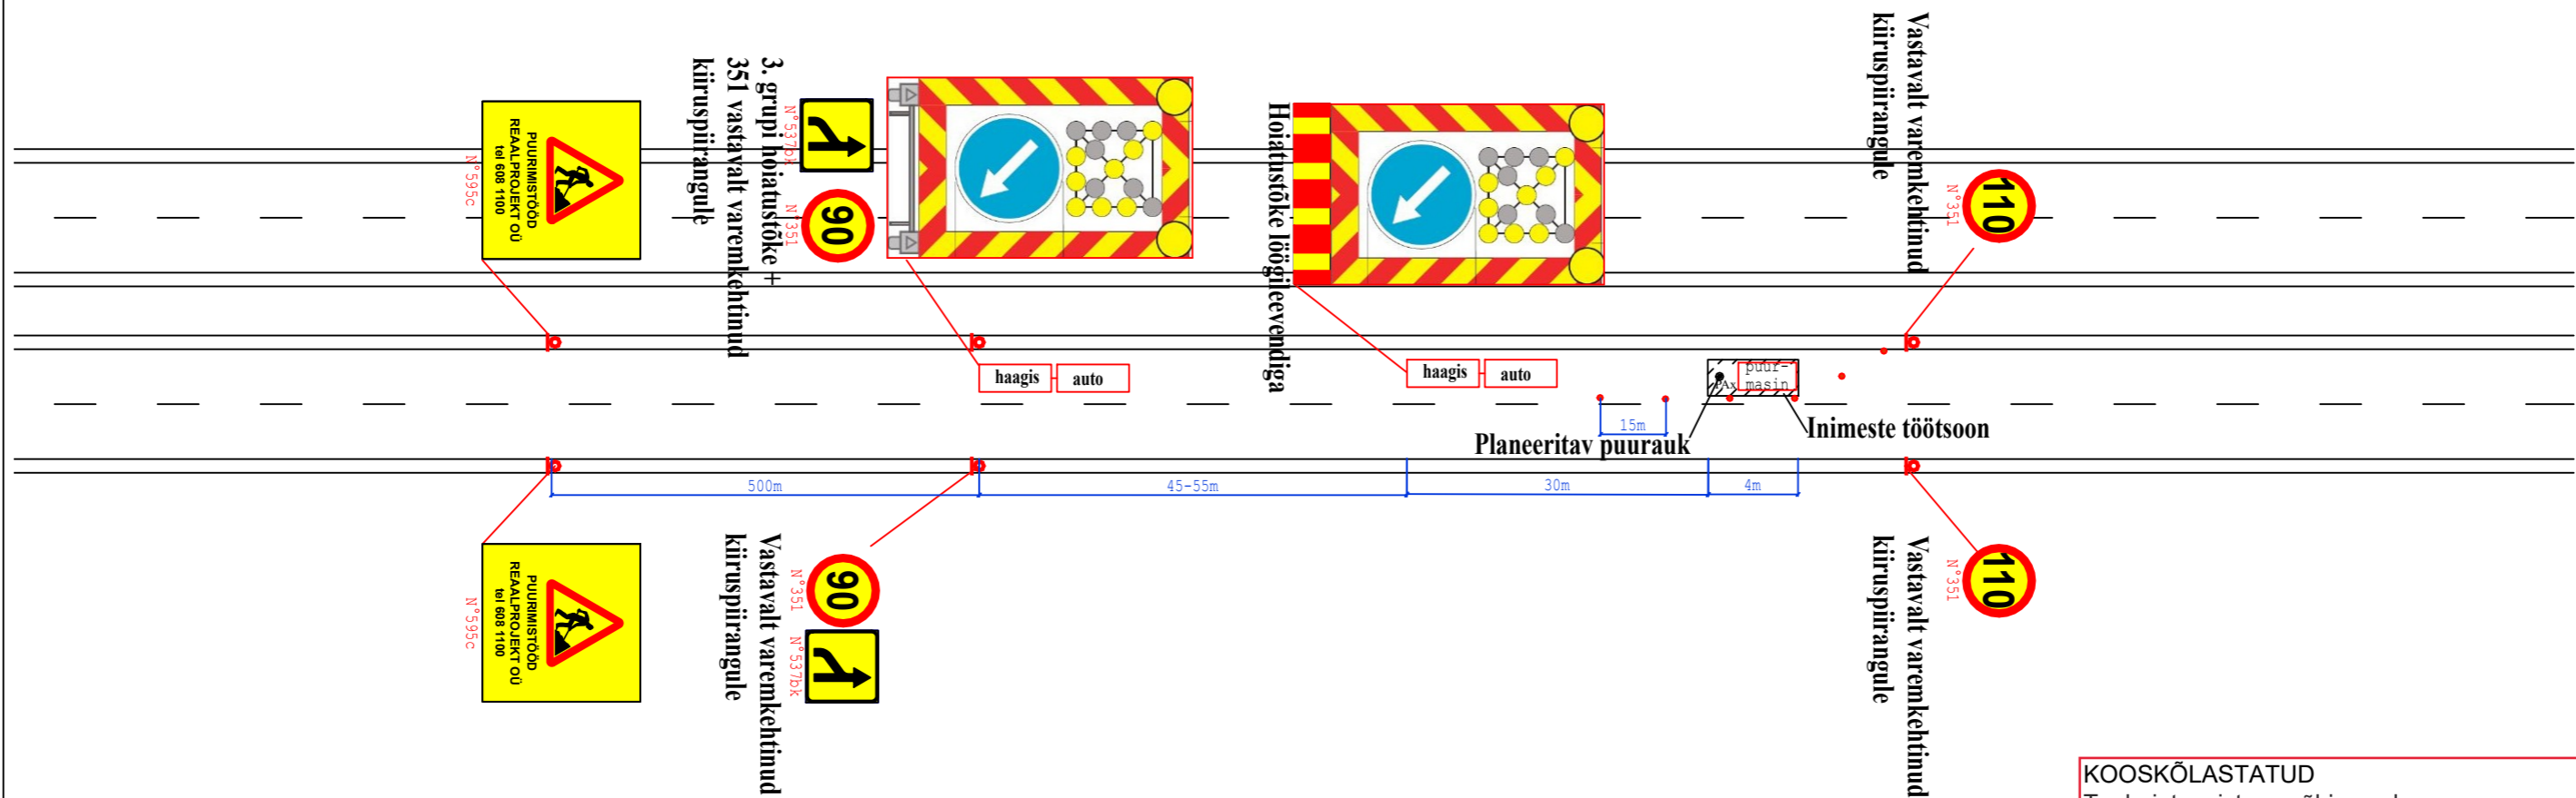 PUURIMISTÖÖD
REAALPROJEKT OÜ
tel 608 1100
N°595c
3. grupi hoiatustõke +
351 vastavalt varemkehtinud
kiiruspiirangule
N°537bk
90
N°351
Hoiatustõke löögileevendiga
Vastavalt varemkehtinud
kiiruspiirangule
110
N°351
haagis
auto
haagis
auto
puur-
masin
PAx
15m
Planeeritav puurauk
Inimeste töötsoon
500m
45-55m
30m
4m
PUURIMISTÖÖD
REAALPROJEKT OÜ
tel 608 1100
N°595c
Vastavalt varemkehtinud
kiiruspiirangule
90
N°351
N°537bk
Vastavalt varemkehtinud
kiiruspiirangule
110
N°351
KOOSKÕLASTATUD